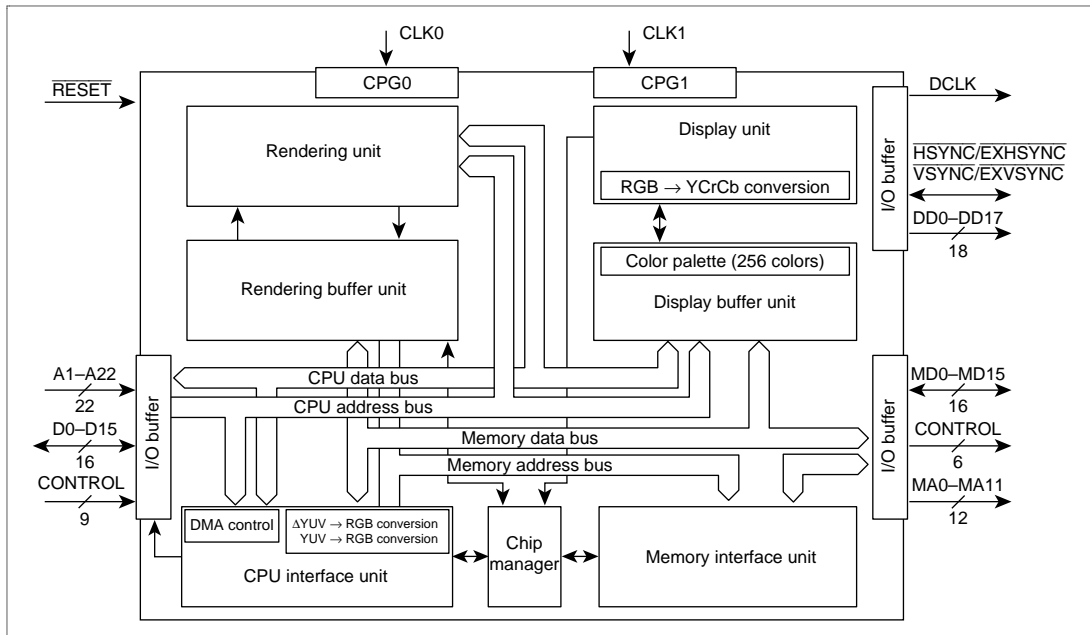 CLK0
CLK1
CPG0
CPG1
RESET
DCLK
Rendering unit
Display unit
RGB → YCrCb conversion
I/O buffer
HSYNC/EXHSYNC
VSYNC/EXVSYNC
DD0–DD17
18
Rendering buffer unit
Color palette (256 colors)
Display buffer unit
A1–A22
22
D0–D15
16
CONTROL
9
I/O buffer
CPU data bus
CPU address bus
Memory data bus
Memory address bus
I/O buffer
MD0–MD15
16
CONTROL
6
MA0–MA11
12
DMA control
ΔYUV → RGB conversion
YUV → RGB conversion
CPU interface unit
Chip
manager
Memory interface unit